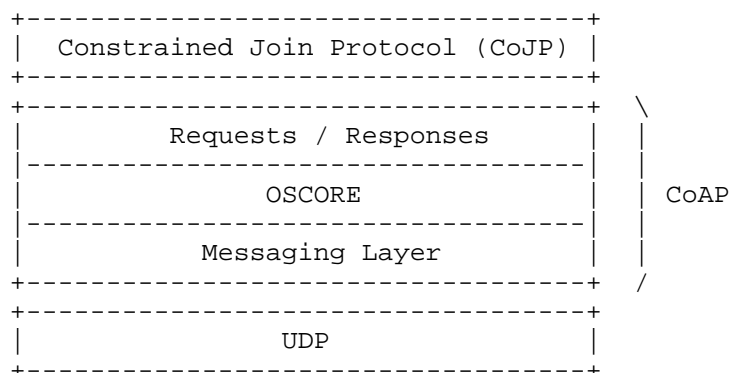 Constrained Join Protocol (CoJP)
Requests / Responses
OSCORE
CoAP
Messaging Layer
UDP